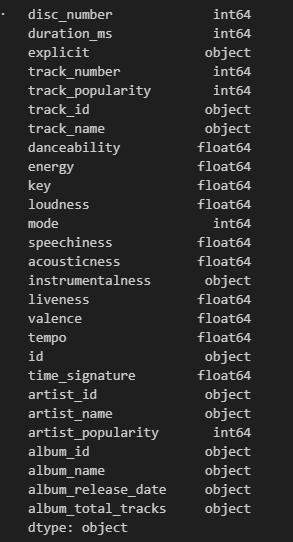 disc_number int64
duration_ms int64
explicit object
track_number int64
track_popularity int64
track_id object
track_name object
danceability float64
energy float64
key float64
loudness float64
mode int64
speechiness float64
acousticness float64
instrumentalness object
liveness float64
valence float64
tempo float64
id object
time_signature float64
artist_id object
artist_name object
artist_popularity int64
album_id object
album_name object
album_release_date object
album_total_tracks object
dtype: object